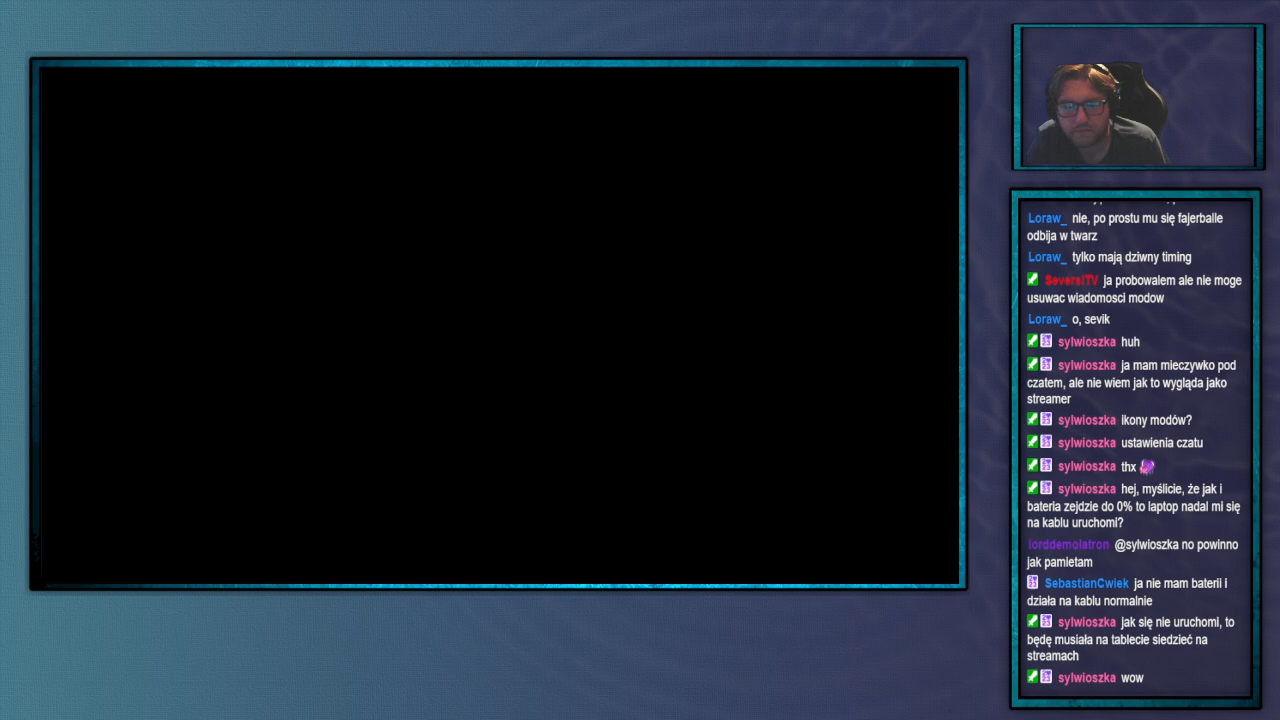 Loraw_ nie, po prostu mu się fajerballe
odbija w twarz
Loraw_ tylko mają dziwny timing
SeversiTV ja probowalem ale nie moge
usuwac wiadomosci modow
Loraw_ o, sevik
sylwioszka huh
sylwioszka ja mam mieczywko pod
czatem, ale nie wiem jak to wygląda jako
streamer
sylwioszka ikony modów?
sylwioszka ustawienia czatu
sylwioszka thx
sylwioszka hej, myślicie, że jak i
bateria zejdzie do 0% to laptop nadal mi się
na kablu uruchomi?
lorddemolatron @sylwioszka no powinno
jak pamietam
SebastianCwiek ja nie mam baterii i
działa na kablu normalnie
sylwioszka jak się nie uruchomi, to
będę musiała na tablecie siedzieć na
streamach
sylwioszka wow